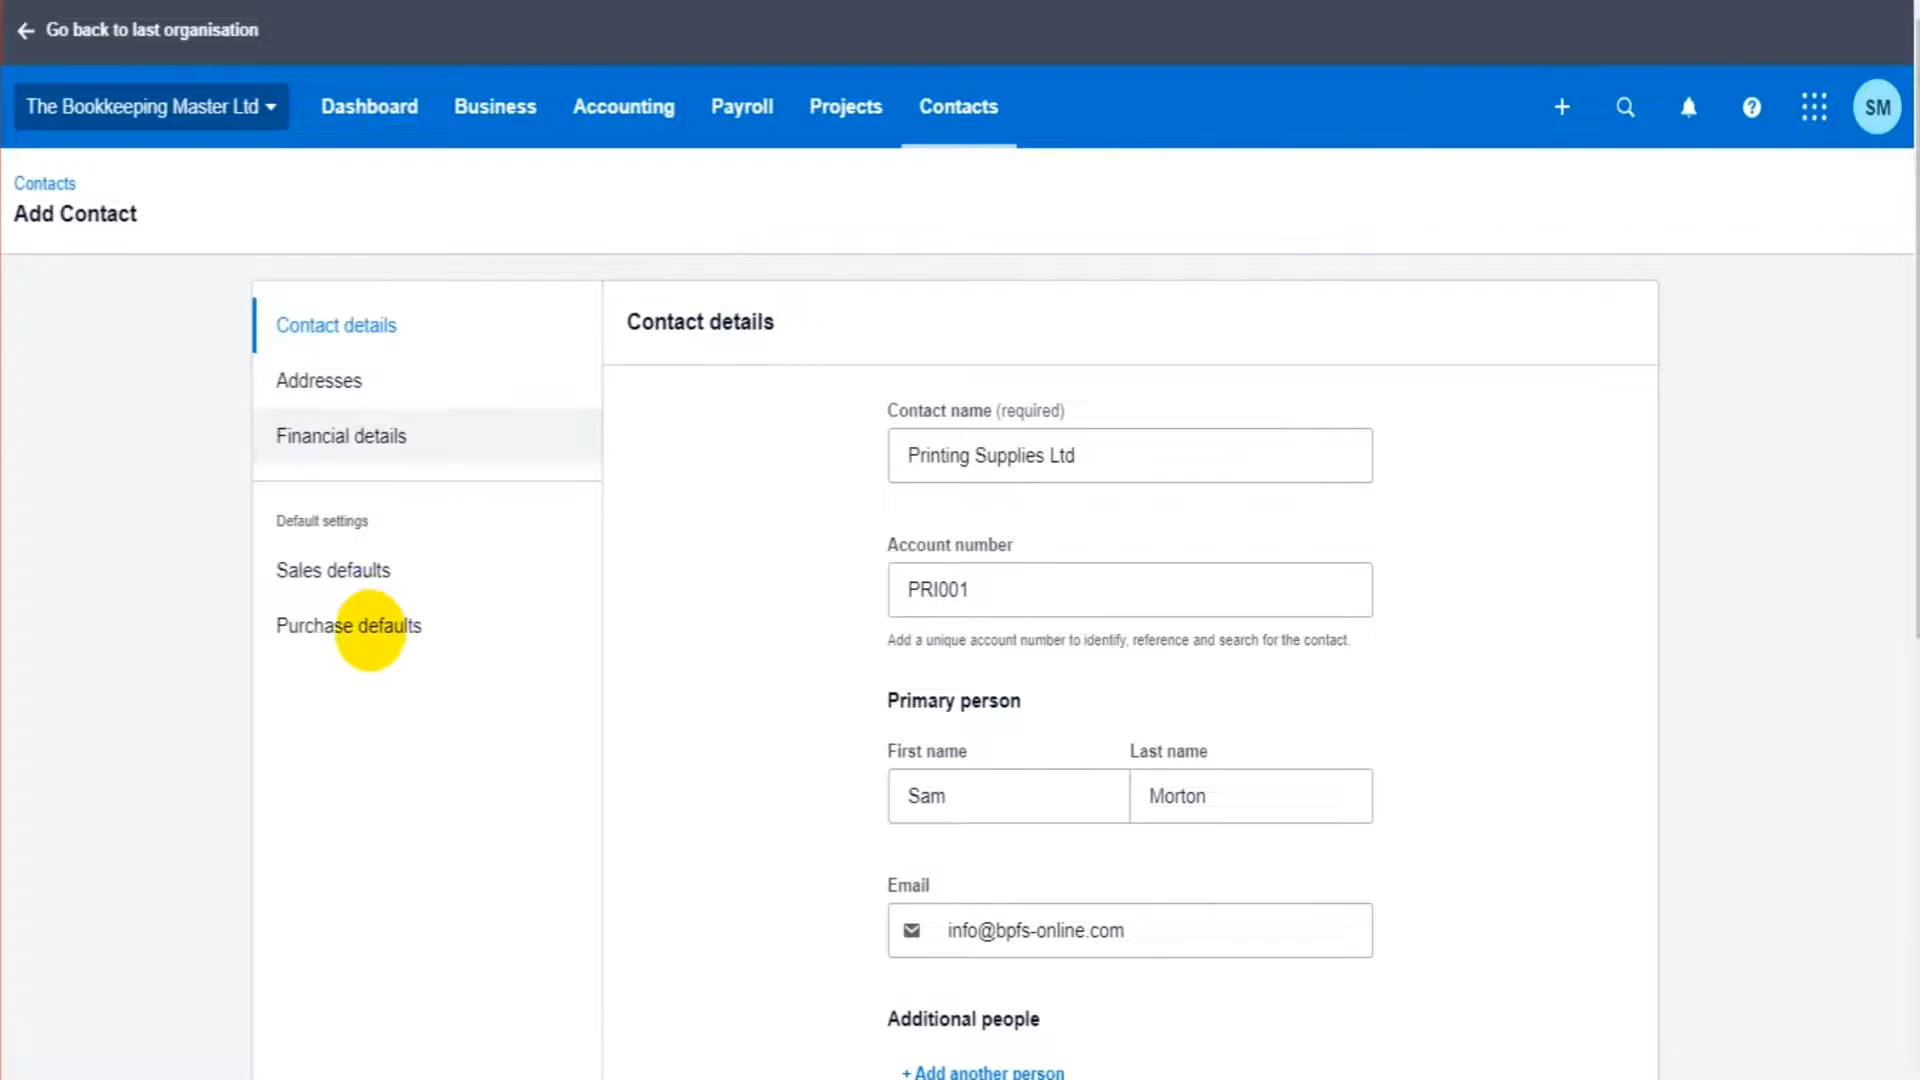 Go back to last organisation
The Bookkeeping Master Ltd Dashboard Business Accounting Payroll Projects Contacts + ? SM
Contacts
Add Contact
Contact details
Addresses
Financial details
Default settings
Sales defaults
Purchase defaults
Contact details
Contact name (required)
Printing Supplies Ltd
Account number
PRI001
Add a unique account number to identify, reference and search for the contact.
Primary person
First name Last name
Sam Morton
Email
info@bpfs-online.com
Additional people
+ Add another person